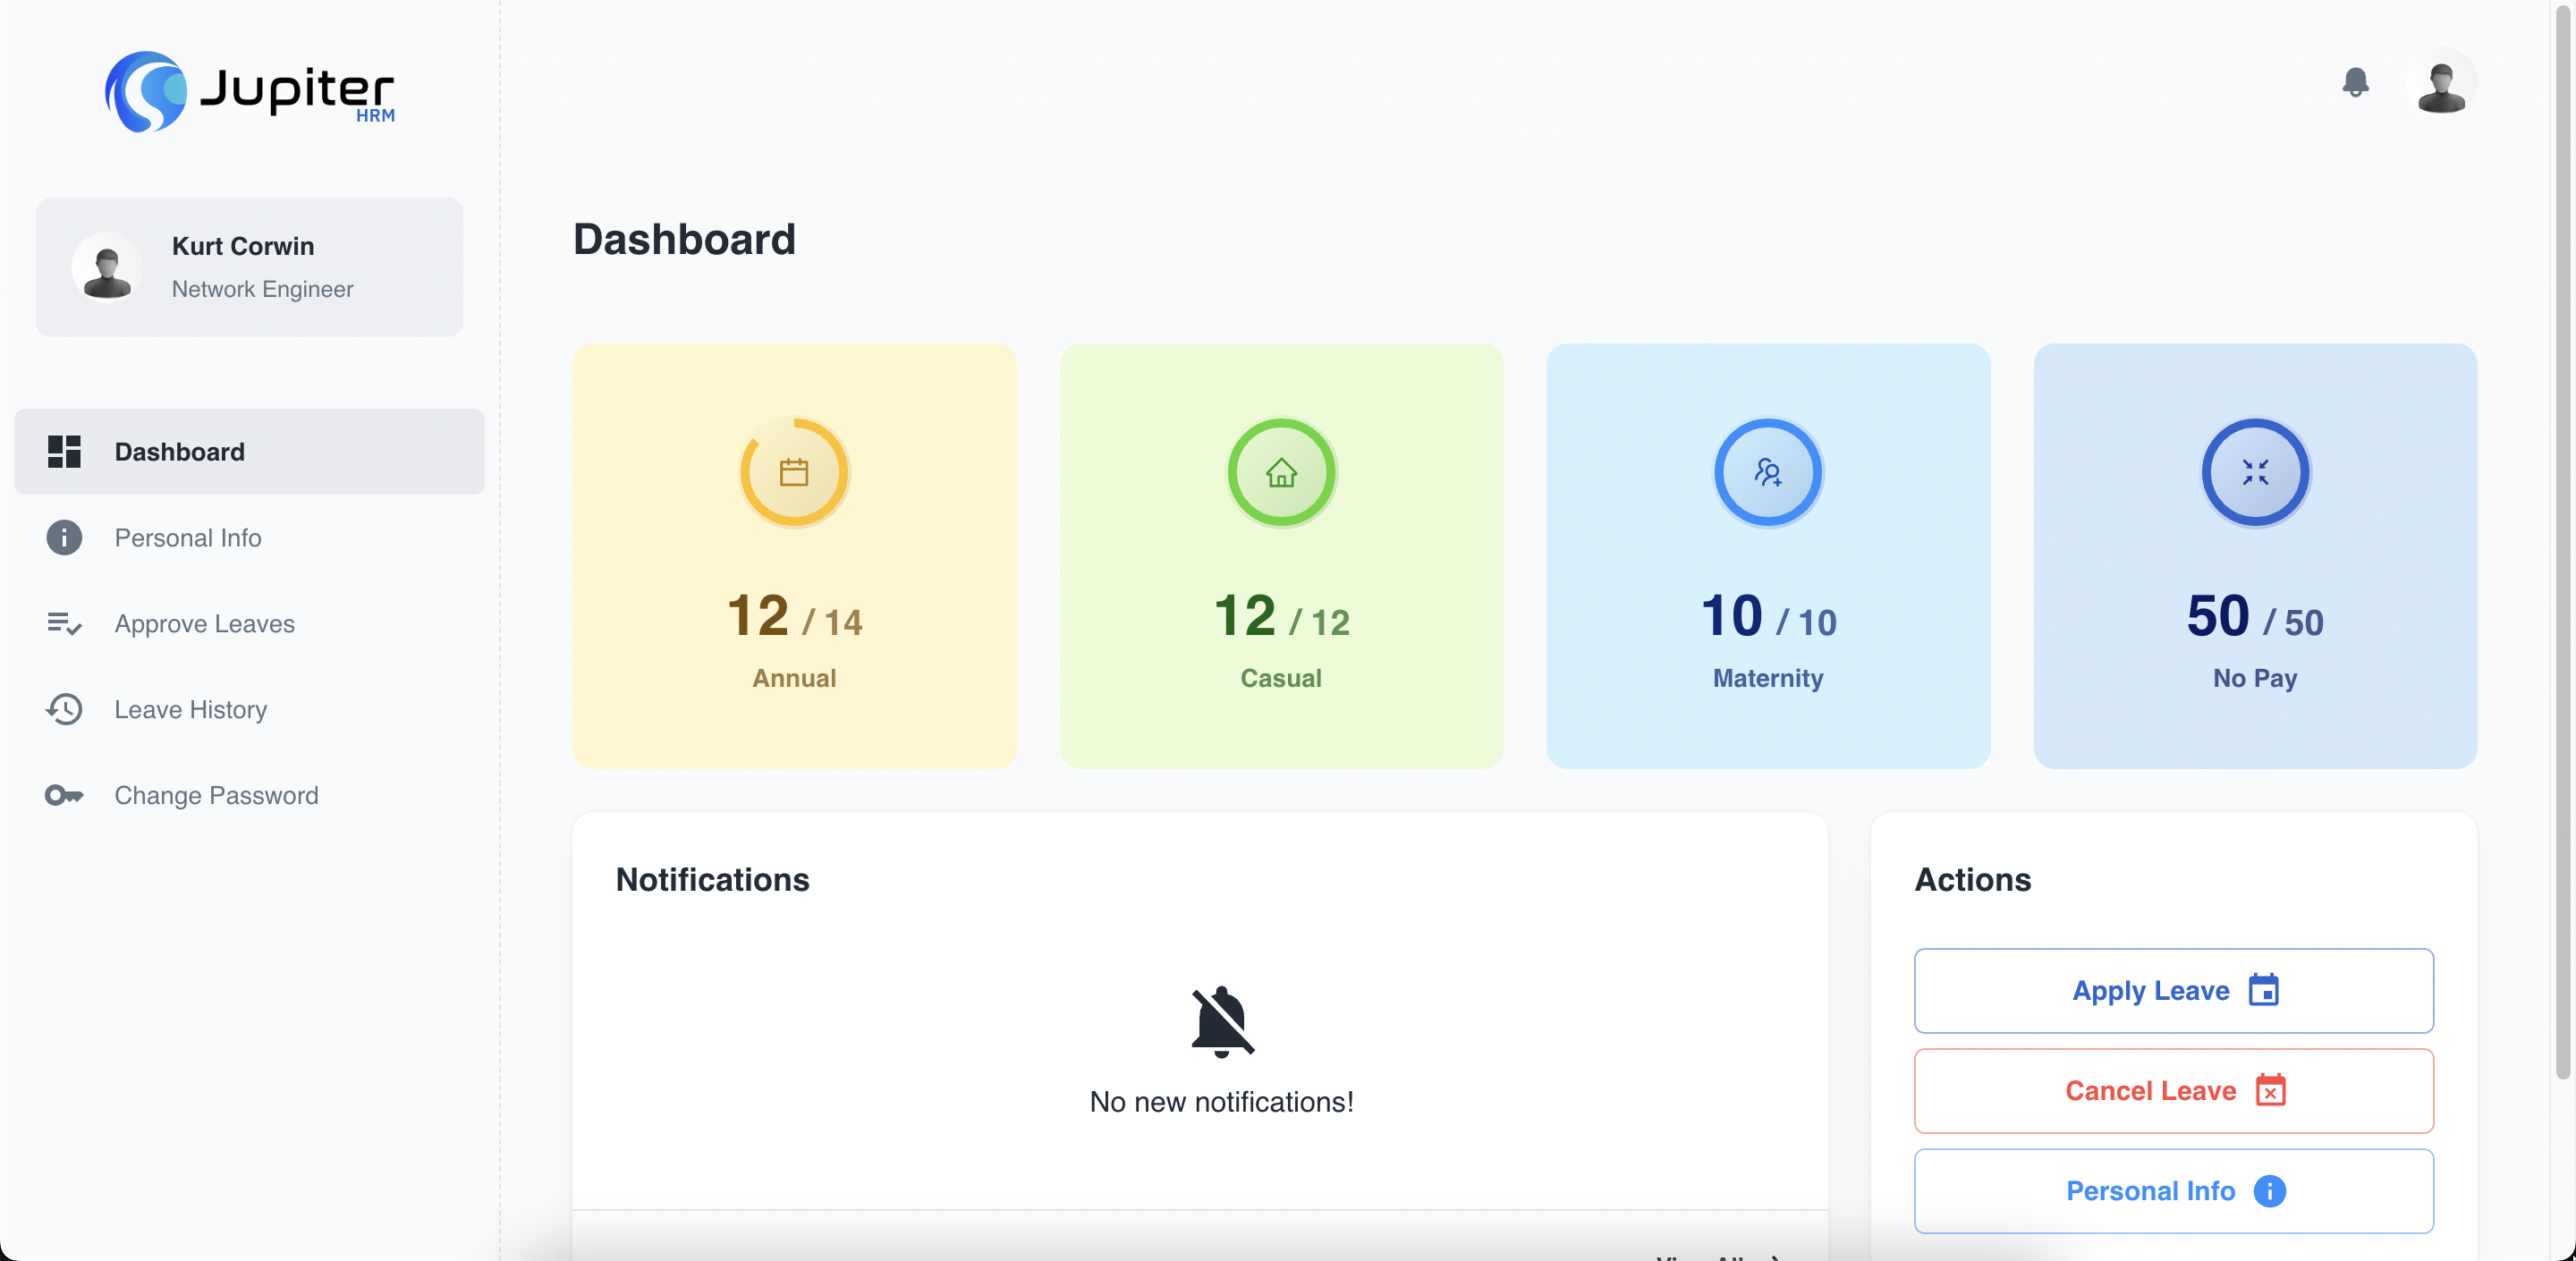 Jupiter
HRM
Kurt Corwin
Network Engineer
Dashboard
Personal Info
Approve Leaves
Leave History
Change Password
Dashboard
12 / 14
Annual
12 / 12
Casual
10 / 10
Maternity
50 / 50
No Pay
Notifications
No new notifications!
Actions
Apply Leave
Cancel Leave
Personal Info